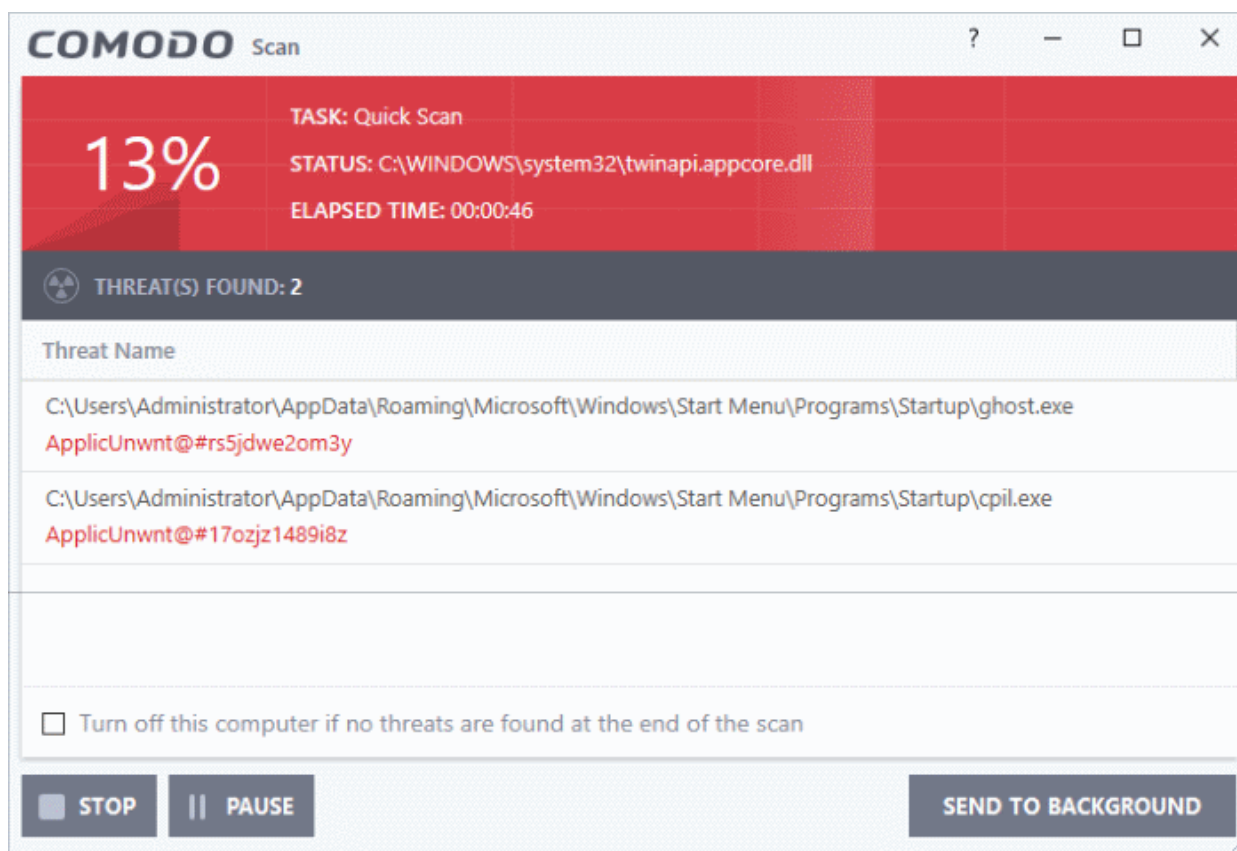 COMODO Scan
?
13%
TASK: Quick Scan
STATUS: C:\WINDOWS\system32\twinapi.appcore.dll
ELAPSED TIME: 00:00:46
THREAT(S) FOUND: 2
Threat Name
C:\Users\Administrator\AppData\Roaming\Microsoft\Windows\Start Menu\Programs\Startup\ghost.exe
ApplicUnwnt@#rs5jdwe2om3y
C:\Users\Administrator\AppData\Roaming\Microsoft\Windows\Start Menu\Programs\Startup\cpil.exe
ApplicUnwnt@#17ozjz1489i8z
Turn off this computer if no threats are found at the end of the scan
STOP
PAUSE
SEND TO BACKGROUND